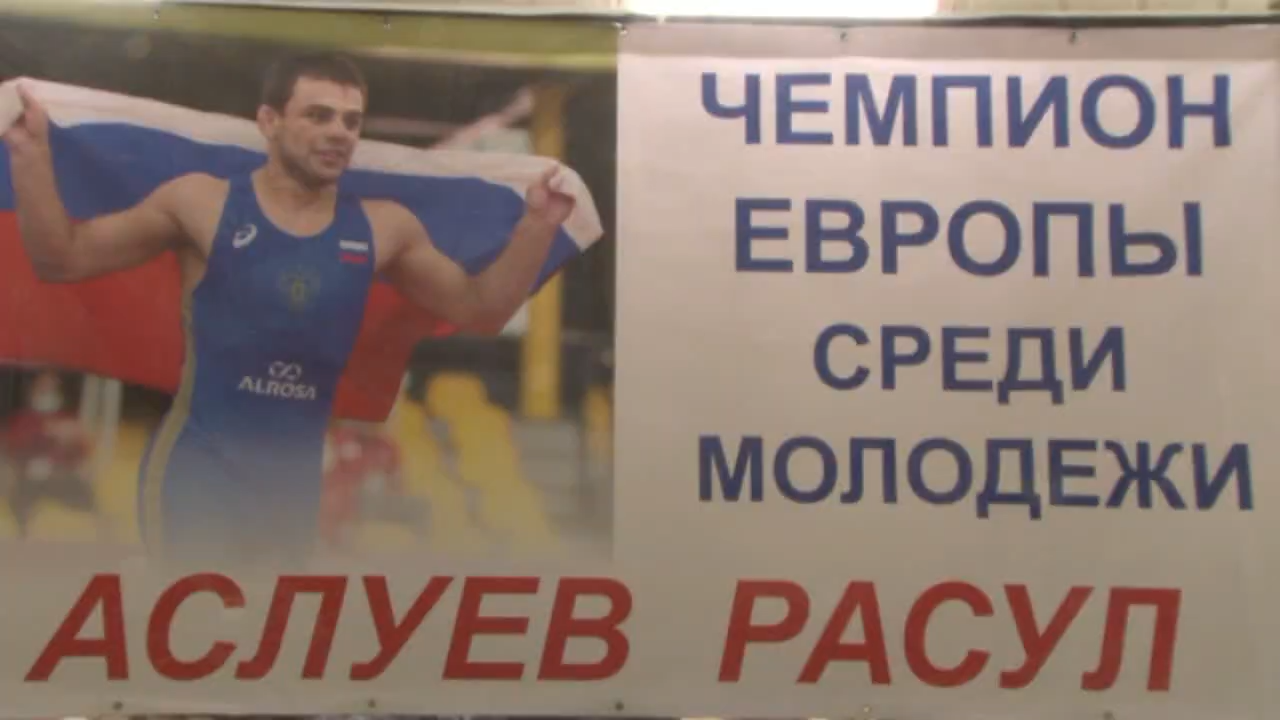 ЧЕМПИОН
ЕВРОПЫ
СРЕДИ
МОЛОДЕЖИ
ALROSA
АСЛУЕВ РАСУЛ